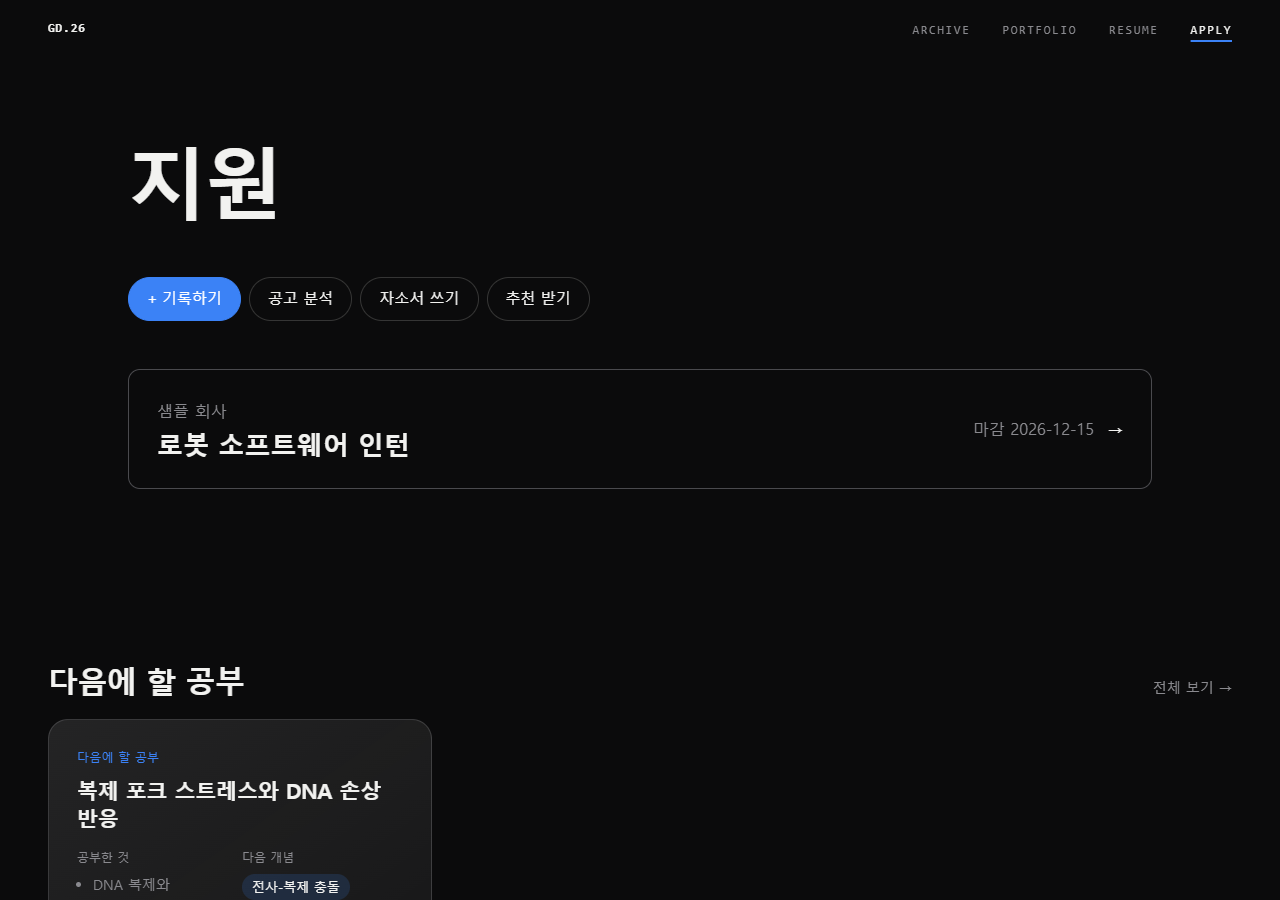 GD.26
ARCHIVE PORTFOLIO RESUME APPLY
지원
+ 기록하기 공고 분석 자소서 쓰기 추천 받기
샘플 회사
로봇 소프트웨어 인턴
마감 2026-12-15 →
다음에 할 공부
전체 보기 →
다음에 할 공부
복제 포크 스트레스와 DNA 손상
반응
공부한 것
• DNA 복제와
다음 개념
전사-복제 충돌